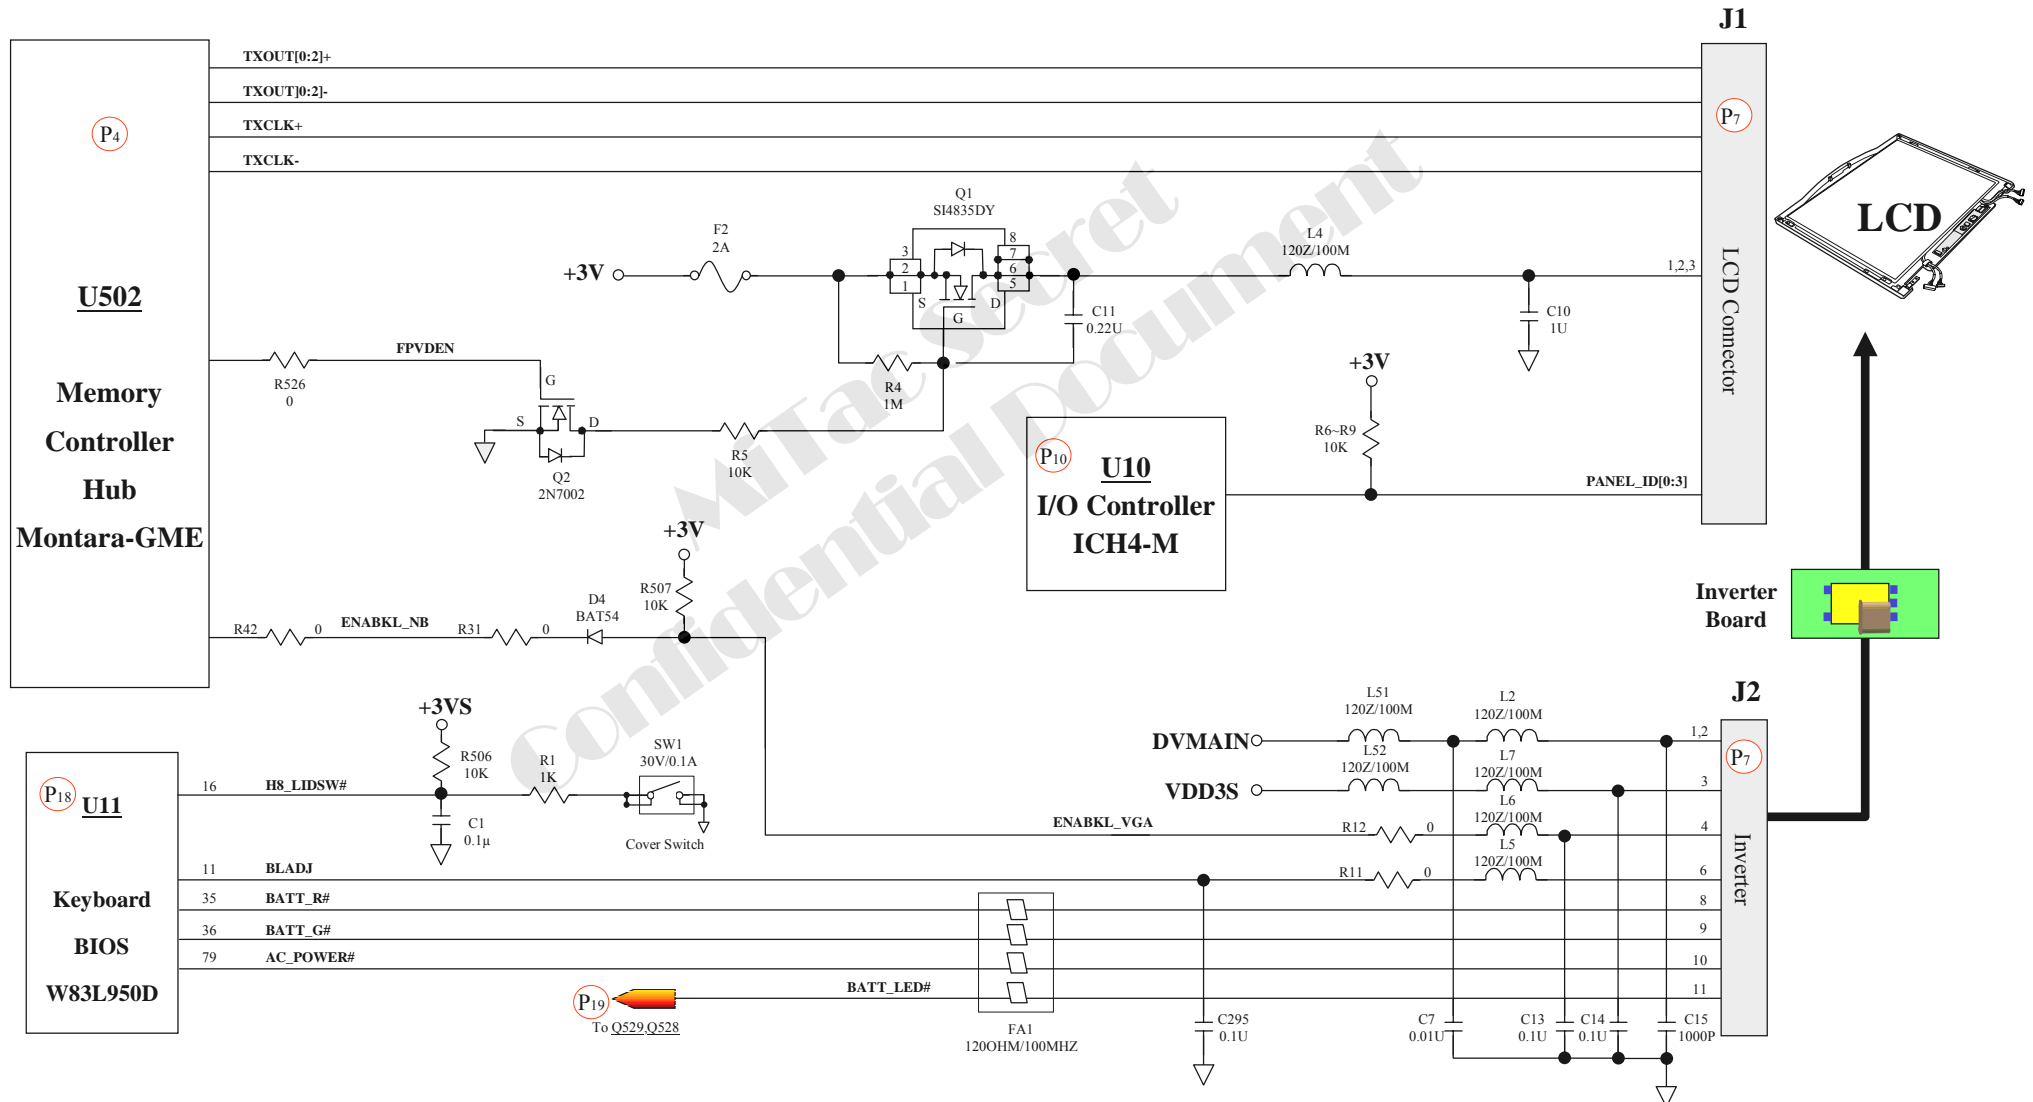 J1
TXOUT[0:2]+
TXOUT]0:2]-
TXCLK+
TXCLK-
P4
P7
U502
Memory
Controller
Hub
Montara-GME
LCD
LCD Connector
Q1
SI4835DY
F2
2A
+3V
3
2
1
8
7
6
5
S
D
G
L4
120Z/100M
1,2,3
C11
0.22U
C10
1U
R4
1M
FPVDEN
R526
0
G
S
D
Q2
2N7002
R5
10K
+3V
R6~R9
10K
P10
U10
I/O Controller
ICH4-M
PANEL_ID[0:3]
+3V
R507
10K
D4
BAT54
R42
0
ENABKL_NB
R31
0
Inverter
Board
J2
P7
Inverter
+3VS
R506
10K
R1
1K
SW1
30V/0.1A
Cover Switch
C1
0.1µ
P18
U11
Keyboard
BIOS
W83L950D
16
H8_LIDSW#
11
BLADJ
35
BATT_R#
36
BATT_G#
79
AC_POWER#
P19
To Q529,Q528
BATT_LED#
FA1
120OHM/100MHZ
DVMAIN
VDD3S
ENABKL_VGA
L51
120Z/100M
L52
120Z/100M
L2
120Z/100M
L7
120Z/100M
L6
120Z/100M
L5
120Z/100M
R12
0
R11
0
1,2
3
4
6
8
9
10
11
C295
0.1U
C7
0.01U
C13
0.1U
C14
0.1U
C15
1000P
MiTac Secret
Confidential Document